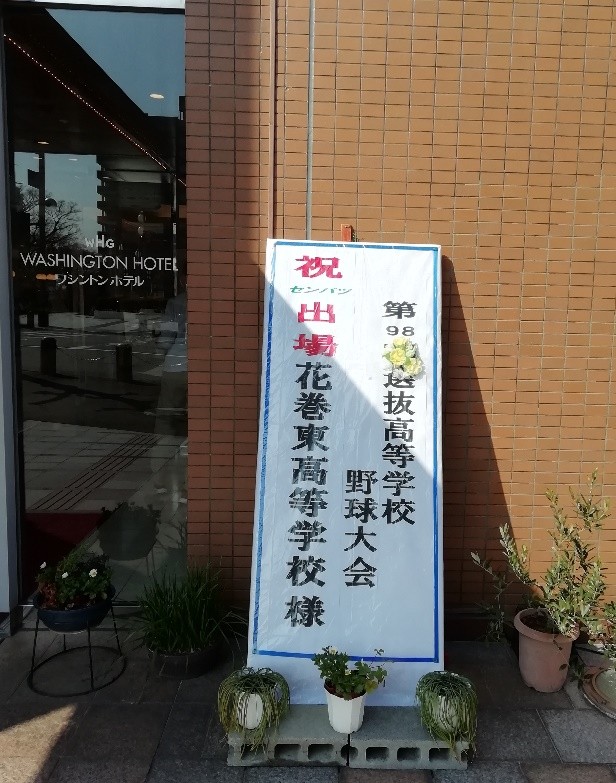 WHG
WASHINGTON HOTEL
ワシントンホテル
第98 選抜高等学校
野球大会
祝
センバツ
出場
花巻東高等学校様